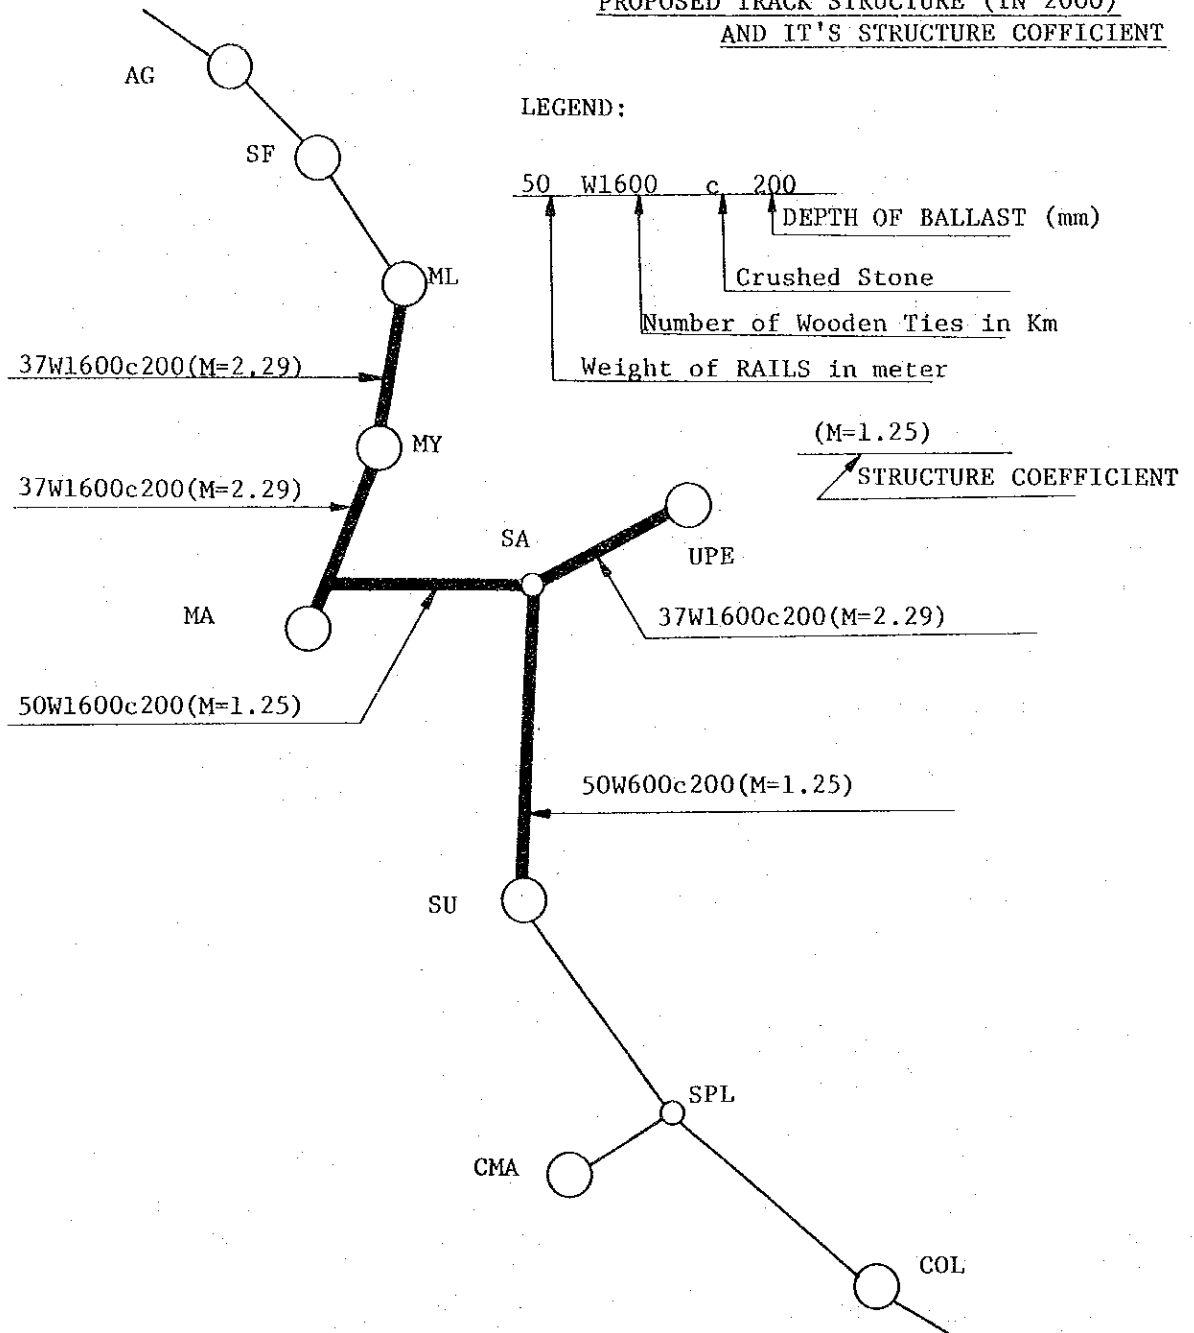 PROPOSED TRACK STRUCTURE (IN 2000)
AND IT'S STRUCTURE COFFICIENT
AG
LEGEND:
SF
50 W1600 c 200
DEPTH OF BALLAST (mm)
ML
Crushed Stone
Number of Wooden Ties in Km
37W1600c200(M=2.29)
Weight of RAILS in meter
MY
(M=1.25)
STRUCTURE COEFFICIENT
37W1600c200(M=2.29)
SA
UPE
MA
37W1600c200(M=2.29)
50W1600c200(M=1.25)
50W600c200(M=1.25)
SU
SPL
CMA
COL